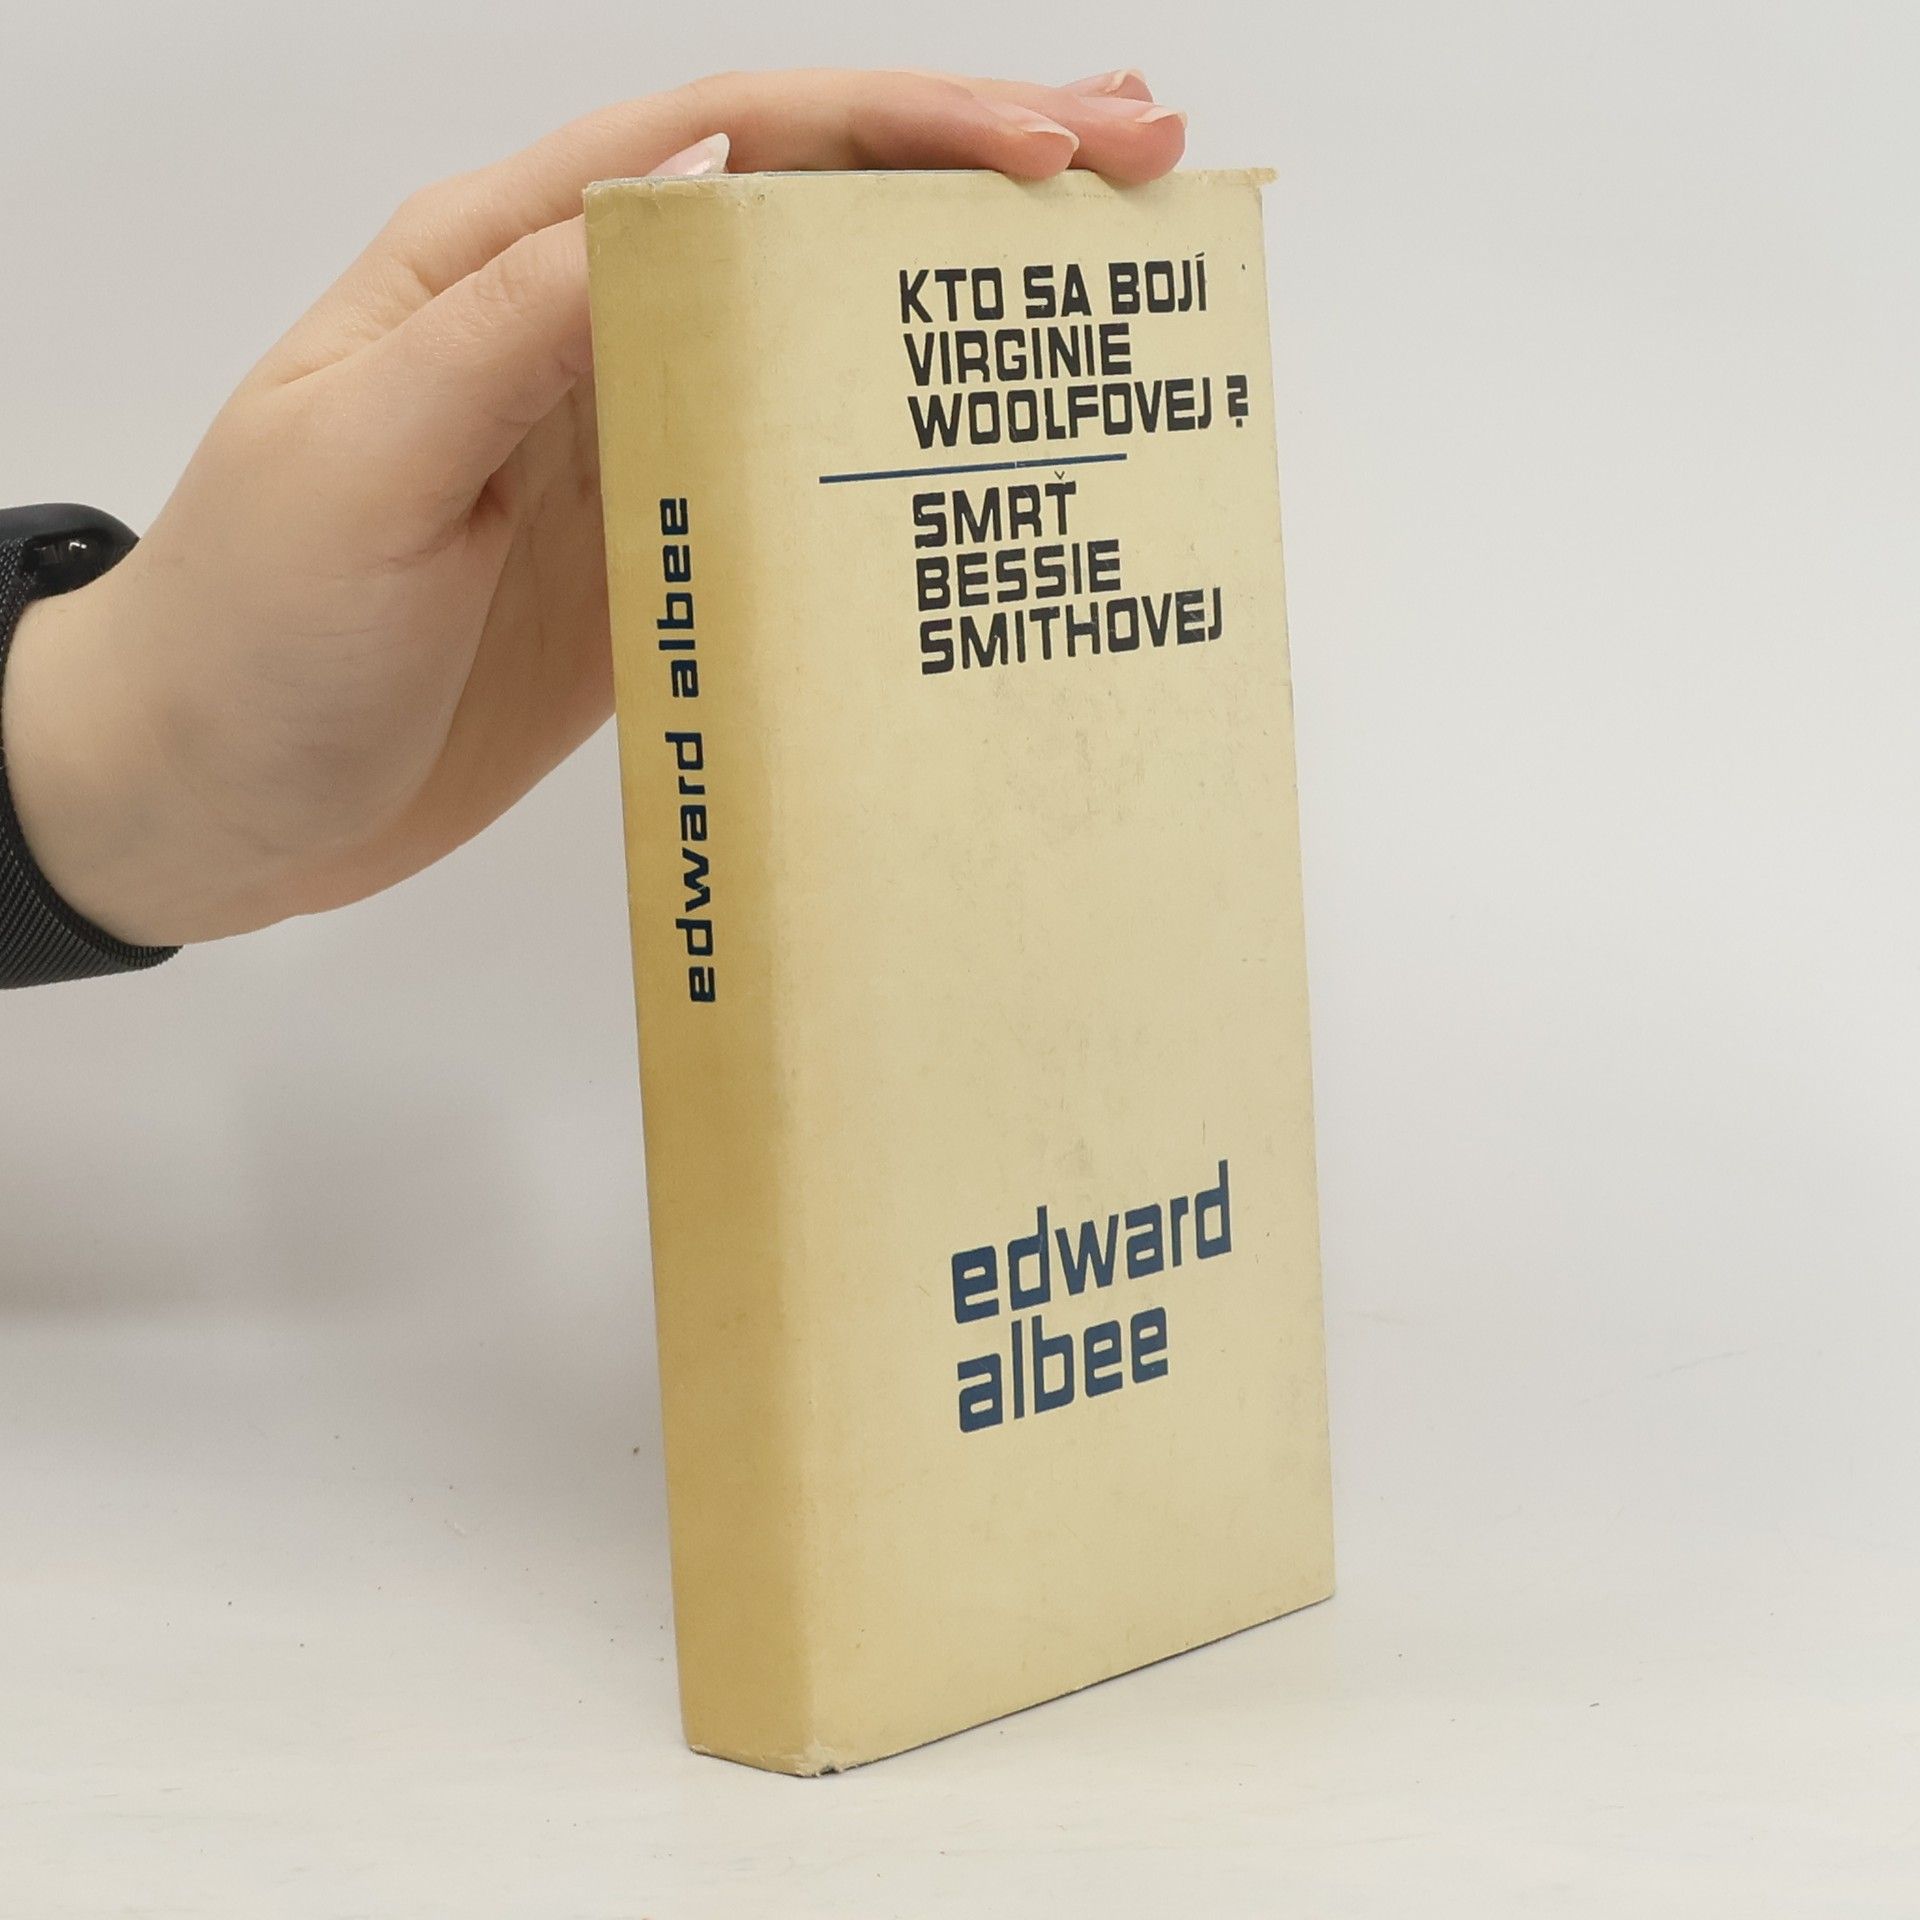 edward albee
KTO SA BOJÍ
VIRGINIE
WOOLFOVEJ?
SMRŤ
BESSIE
SMITHOVEJ
edward
albee